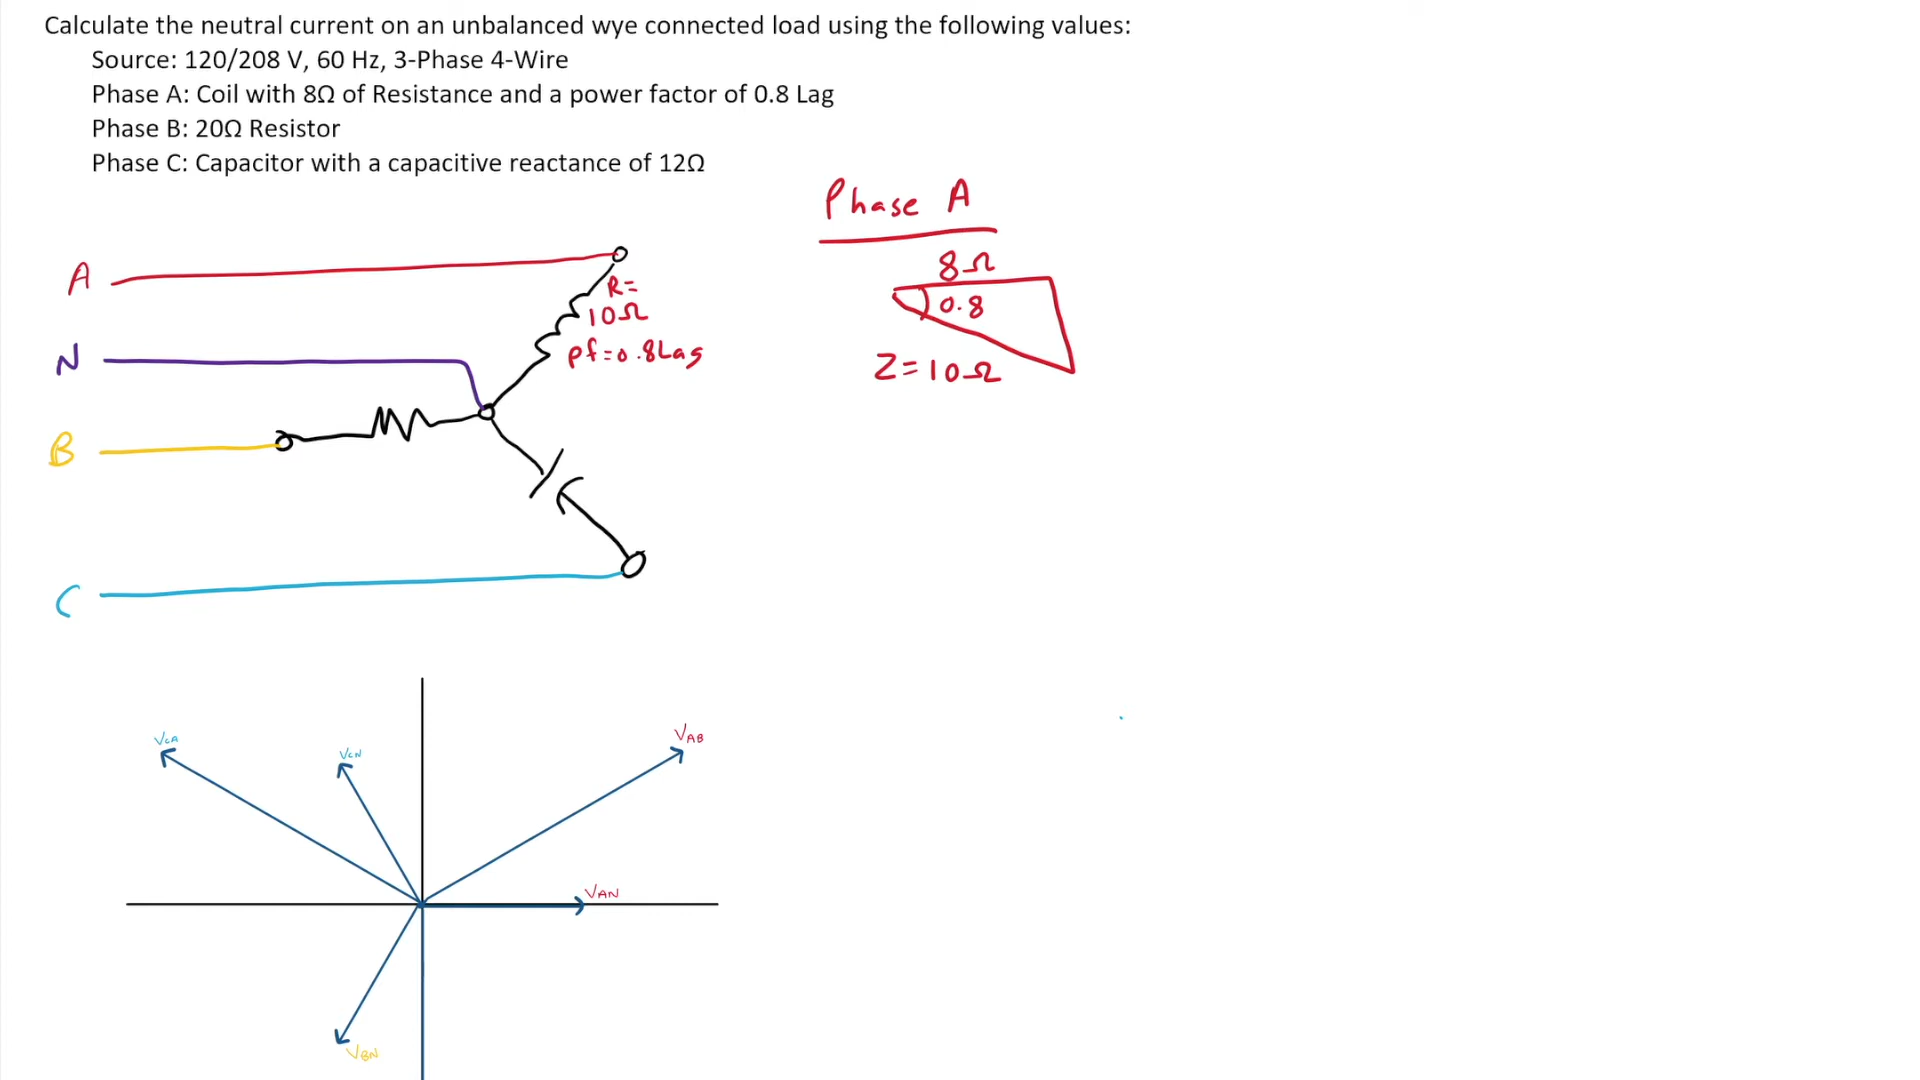 Calculate the neutral current on an unbalanced wye connected load using the following values:
Source: 120/208 V, 60 Hz, 3-Phase 4-Wire
Phase A: Coil with 8Ω of Resistance and a power factor of 0.8 Lag
Phase B: 20Ω Resistor
Phase C: Capacitor with a capacitive reactance of 12Ω
Phase A
8Ω
0.8
Z=10Ω
A
R=
10Ω
pf=0.8Lag
N
B
C
VCA
VCN
VAB
VAN
VBN